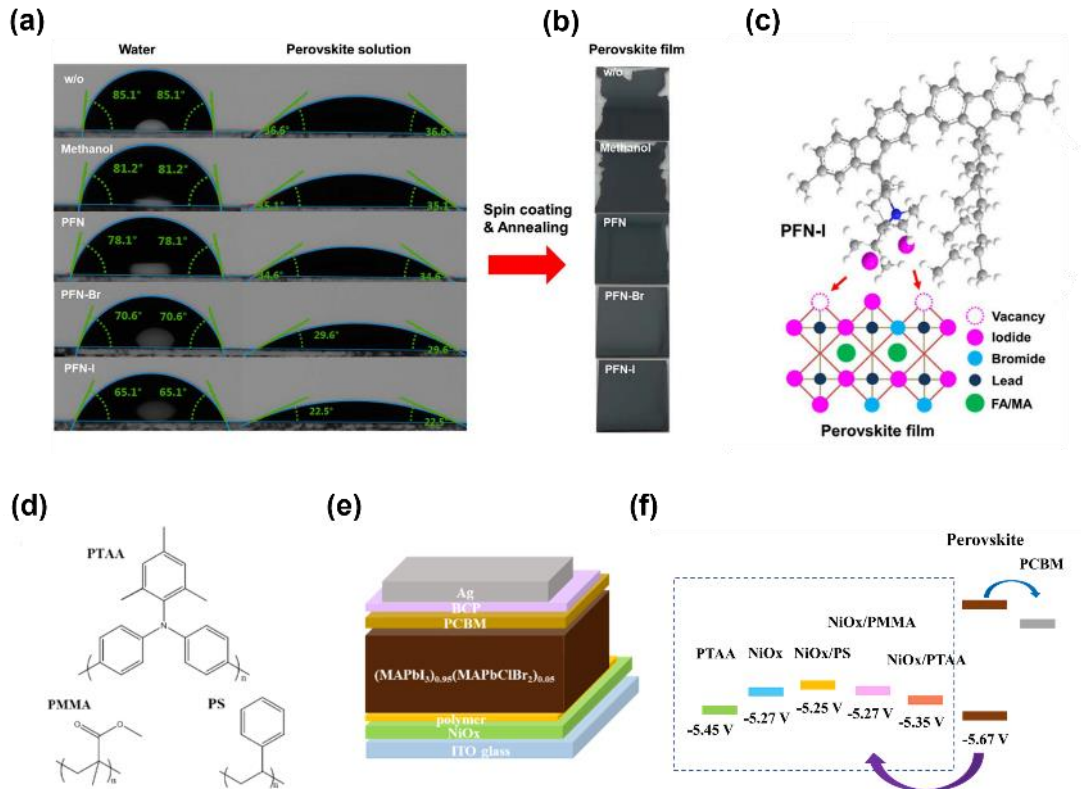 (a)
Water
Perovskite solution
w/o
85.1° 85.1°
36.6° 36.6°
Methanol
81.2° 81.2°
35.1° 35.1°
PFN
78.1° 78.1°
34.6° 34.6°
PFN-Br
70.6° 70.6°
29.6° 29.6°
PFN-I
65.1° 65.1°
22.5° 22.5°
Spin coating
& Annealing
(b)
Perovskite film
w/o
Methanol
PFN
PFN-Br
PFN-I
(c)
PFN-I
Vacancy
Iodide
Bromide
Lead
FA/MA
Perovskite film
(d)
PTAA
N
n
PMMA
O
O
n
PS
n
(e)
Ag
BCP
PCBM
(MAPbI₃)₀.₉₅(MAPbClBr₂)₀.₀₅
polymer
NiOx
ITO glass
(f)
Perovskite
PCBM
NiOx/PMMA
PTAA
NiOx
NiOx/PS
NiOx/PTAA
-5.45 V
-5.27 V
-5.25 V
-5.27 V
-5.35 V
-5.67 V